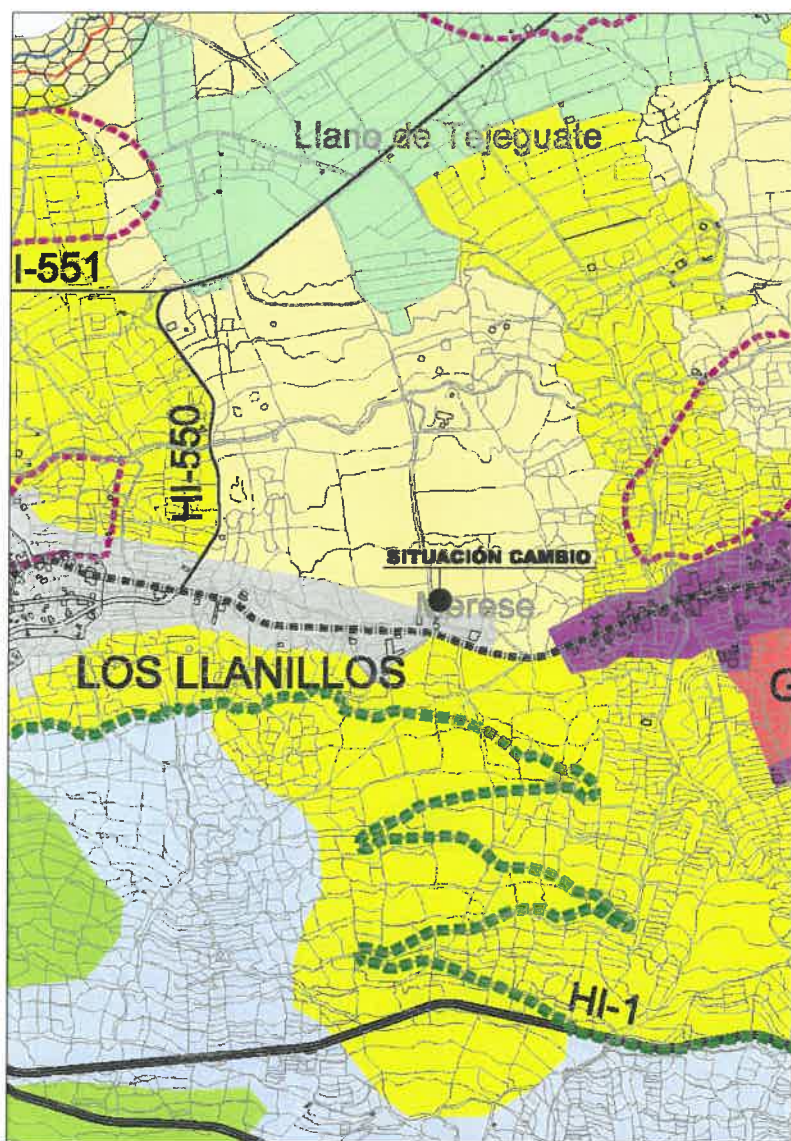 Llano de Tejeguate
I-551
HI-550
SITUACIÓN CAMBIO
Merese
LOS LLANILLOS
G
HI-1